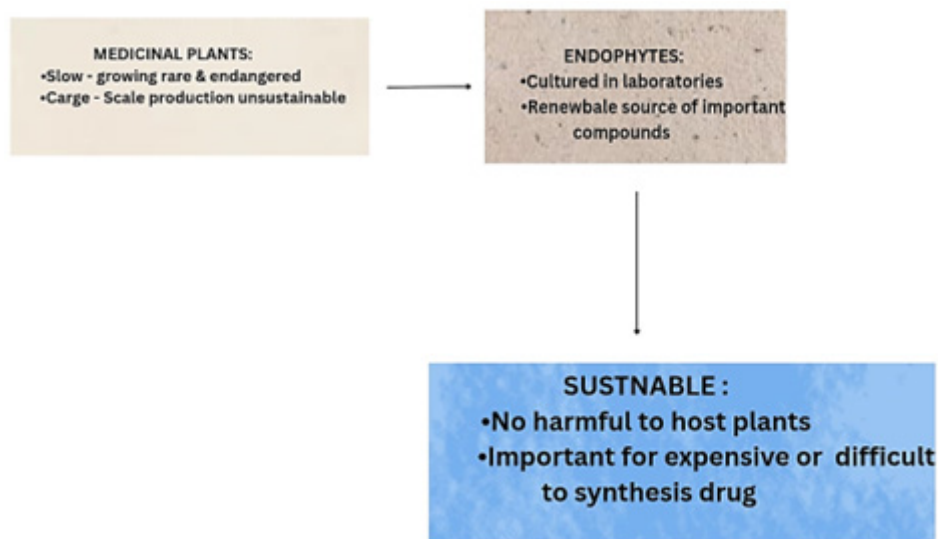 MEDICINAL PLANTS:
•Slow - growing rare & endangered
•Carge - Scale production unsustainable
ENDOPHYTES:
•Cultured in laboratories
•Renewbale source of important
compounds
SUSTNABLE :
•No harmful to host plants
•Important for expensive or difficult
to synthesis drug